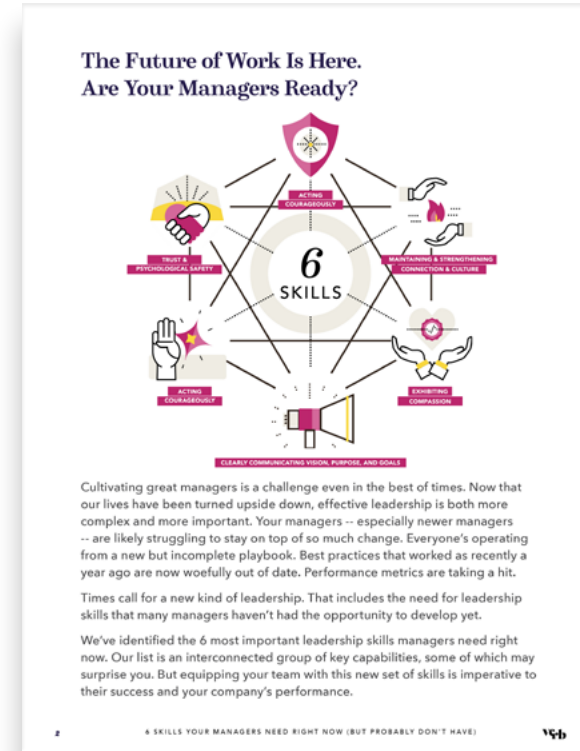 The Future of Work Is Here.
Are Your Managers Ready?
ACTING
COURAGEOUSLY
TRUST &
PSYCHOLOGICAL SAFETY
MAINTAINING & STRENGTHENING
CONNECTION & CULTURE
6
SKILLS
ACTING
COURAGEOUSLY
EXHIBITING
COMPASSION
CLEARLY COMMUNICATING VISION, PURPOSE, AND GOALS
Cultivating great managers is a challenge even in the best of times. Now that
our lives have been turned upside down, effective leadership is both more
complex and more important. Your managers -- especially newer managers
-- are likely struggling to stay on top of so much change. Everyone's operating
from a new but incomplete playbook. Best practices that worked as recently a
year ago are now woefully out of date. Performance metrics are taking a hit.
Times call for a new kind of leadership. That includes the need for leadership
skills that many managers haven't had the opportunity to develop yet.
We've identified the 6 most important leadership skills managers need right
now. Our list is an interconnected group of key capabilities, some of which may
surprise you. But equipping your team with this new set of skills is imperative to
their success and your company's performance.
2
6 SKILLS YOUR MANAGERS NEED RIGHT NOW (BUT PROBABLY DON'T HAVE)